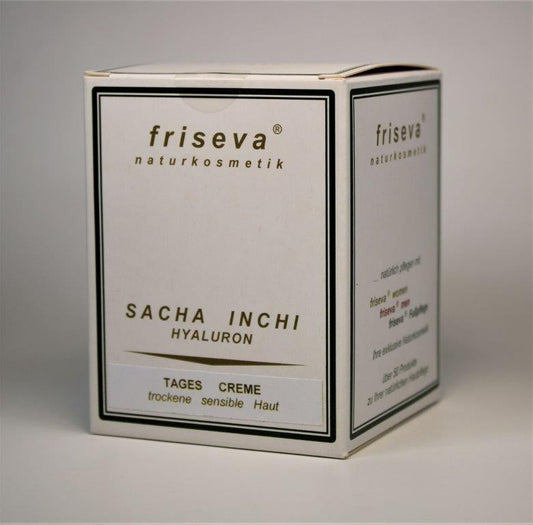 friseva®
naturkosmetik
SACHA INCHI
HYALURON
TAGES CREME
trockene sensible Haut
friseva®
naturkosmetik
natürlich pflegen mit
friseva® women
friseva® men
friseva® Fußpflege
Ihre exklusive Naturkosmetik
über 50 Produkte
zu Ihrer natürlichen Hautpflege